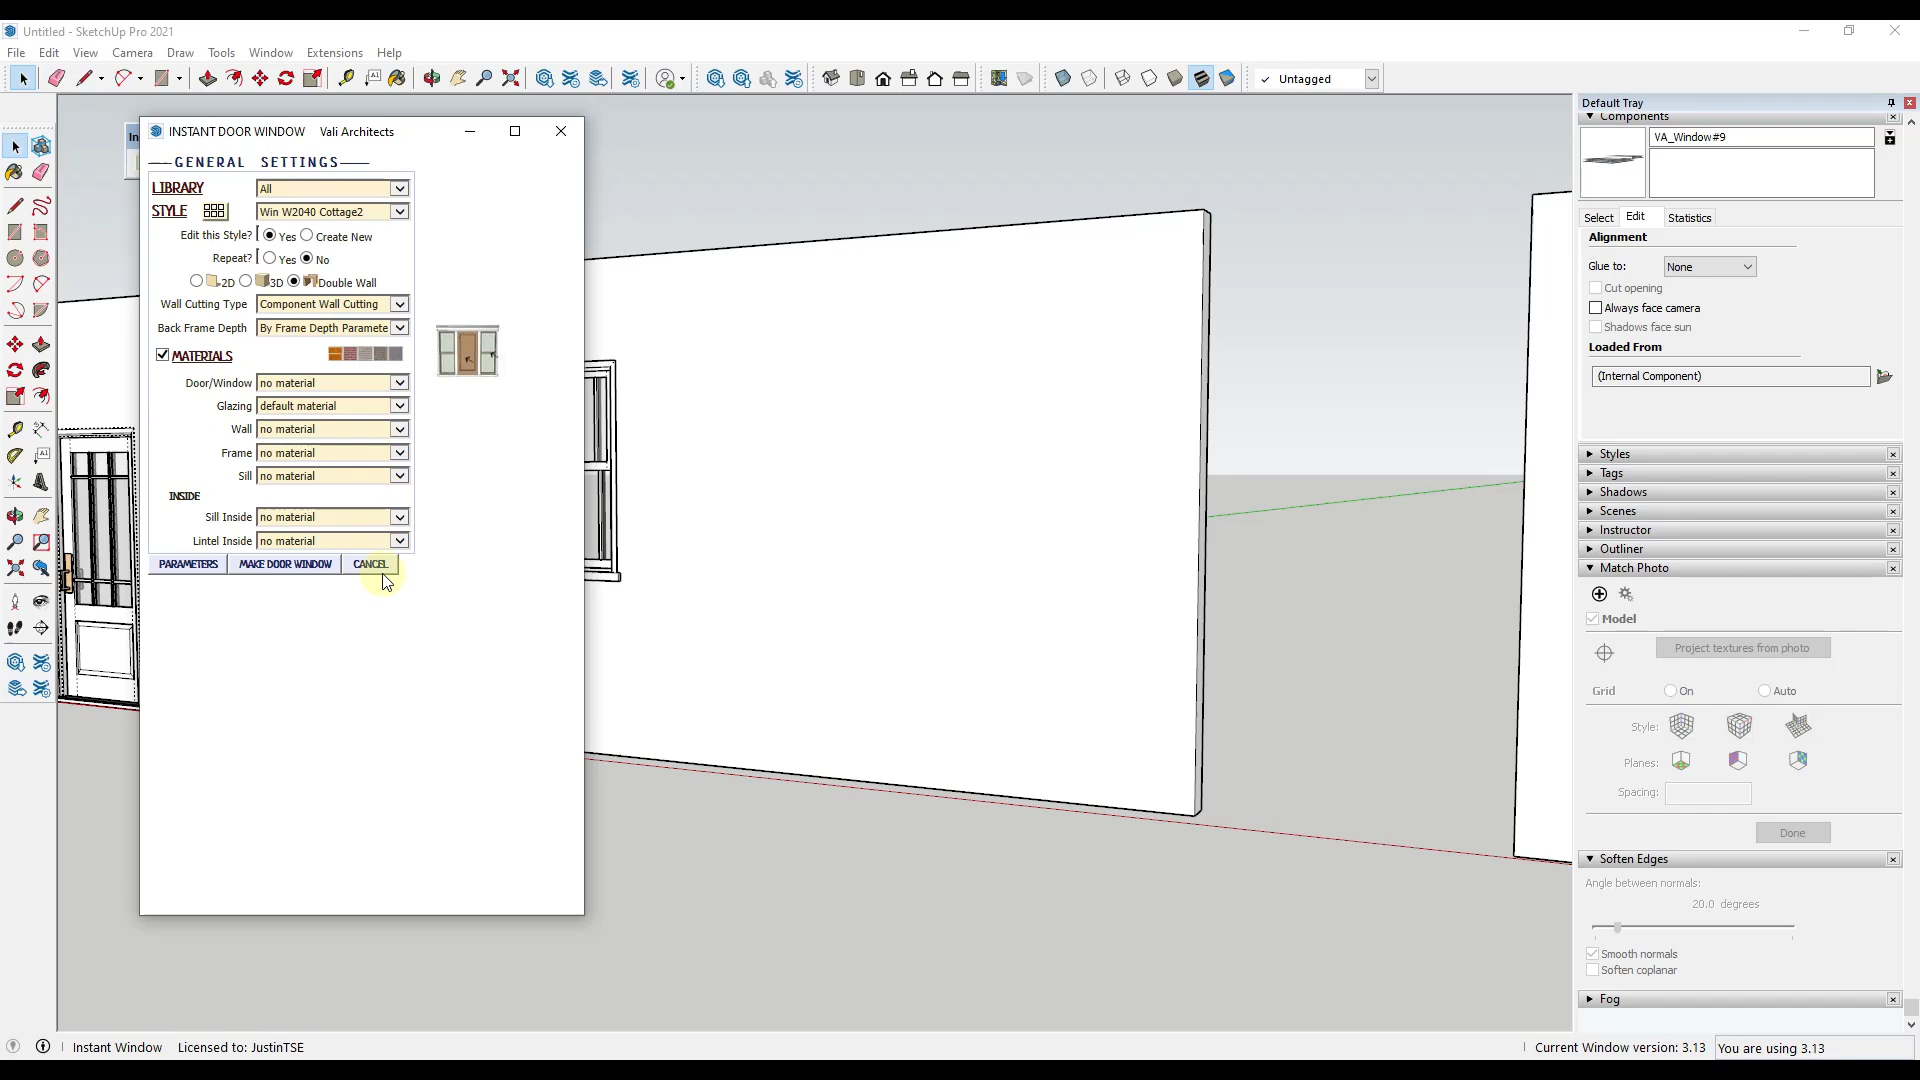 Untitled - SketchUp Pro 2021
File Edit View Camera Draw Tools Window Extensions Help
Untagged
Default Tray
Components
VA_Window#9
Select Edit Statistics
Alignment
Glue to: None
Cut opening
Always face camera
Shadows face sun
Loaded From
(Internal Component)
Styles
Tags
Shadows
Scenes
Instructor
Outliner
Match Photo
Model
Project textures from photo
Grid On Auto
Style:
Planes:
Spacing:
Done
Soften Edges
Angle between normals:
20.0 degrees
Smooth normals
Soften coplanar
Fog
In
INSTANT DOOR WINDOW Vali Architects
GENERAL SETTINGS
LIBRARY All
STYLE Win W2040 Cottage2
Edit this Style? Yes Create New
Repeat? Yes No
2D 3D Double Wall
Wall Cutting Type Component Wall Cutting
Back Frame Depth By Frame Depth Paramete
MATERIALS
Door/Window no material
Glazing default material
Wall no material
Frame no material
Sill no material
INSIDE
Sill Inside no material
Lintel Inside no material
PARAMETERS MAKE DOOR WINDOW CANCEL
Instant Window Licensed to: JustinTSE
Current Window version: 3.13 You are using 3.13